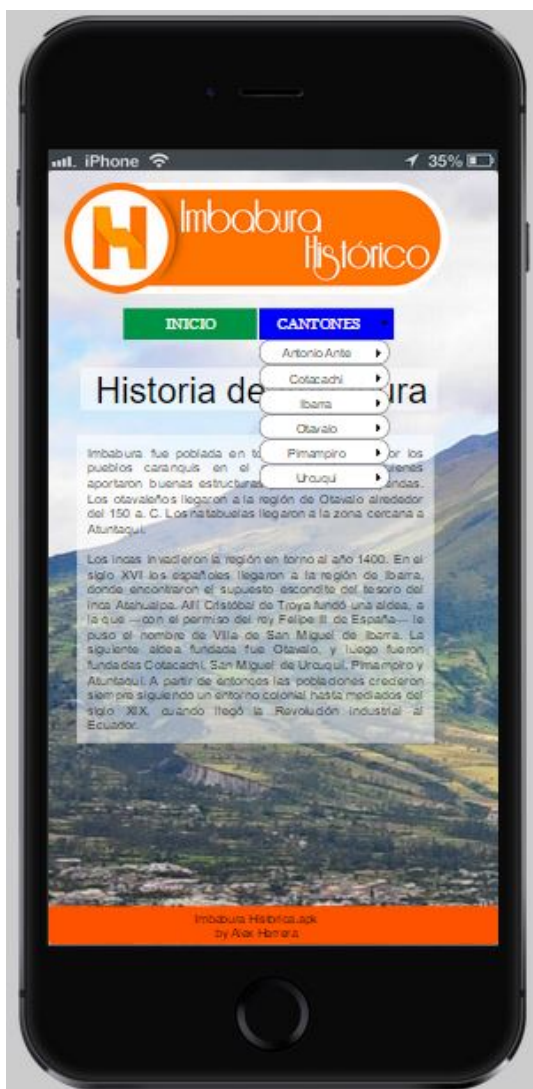 iPhone
35%
H
Imbabura
Histórico
INICIO
CANTONES
Antonio Ante
Cotacachi
Ibarra
Otavalo
Pimampiro
Urcuqui
Historia de ura
Imbabura fue poblada en to or los
pueblos caranquis en el ienes
aportaron buenas estructuras ndas.
Los otavaleños llegaron a la región de Otavalo alrededor
del 150 a. C. Los natabuelas llegaron a la zona cercana a
Atuntaqui.
Los incas invadieron la región en torno al año 1400. En el
siglo XVI los españoles llegaron a la región de Ibarra,
donde encontraron el supuesto escondite del tesoro del
inca Atahualpa. Allí Cristóbal de Troya fundó una aldea, a
la que —con el permiso del rey Felipe III de España— le
puso el nombre de Villa de San Miguel de Ibarra. La
siguiente aldea fundada fue Otavalo, y luego fueron
fundadas Cotacachi, San Miguel de Urcuquí, Pimampiro y
Atuntaqui. A partir de entonces las poblaciones crecieron
siempre siguiendo un entorno colonial hasta mediados del
siglo XIX, cuando llegó la Revolución industrial al
Ecuador.
Imbabura Historica.apk
by Alex Herrera